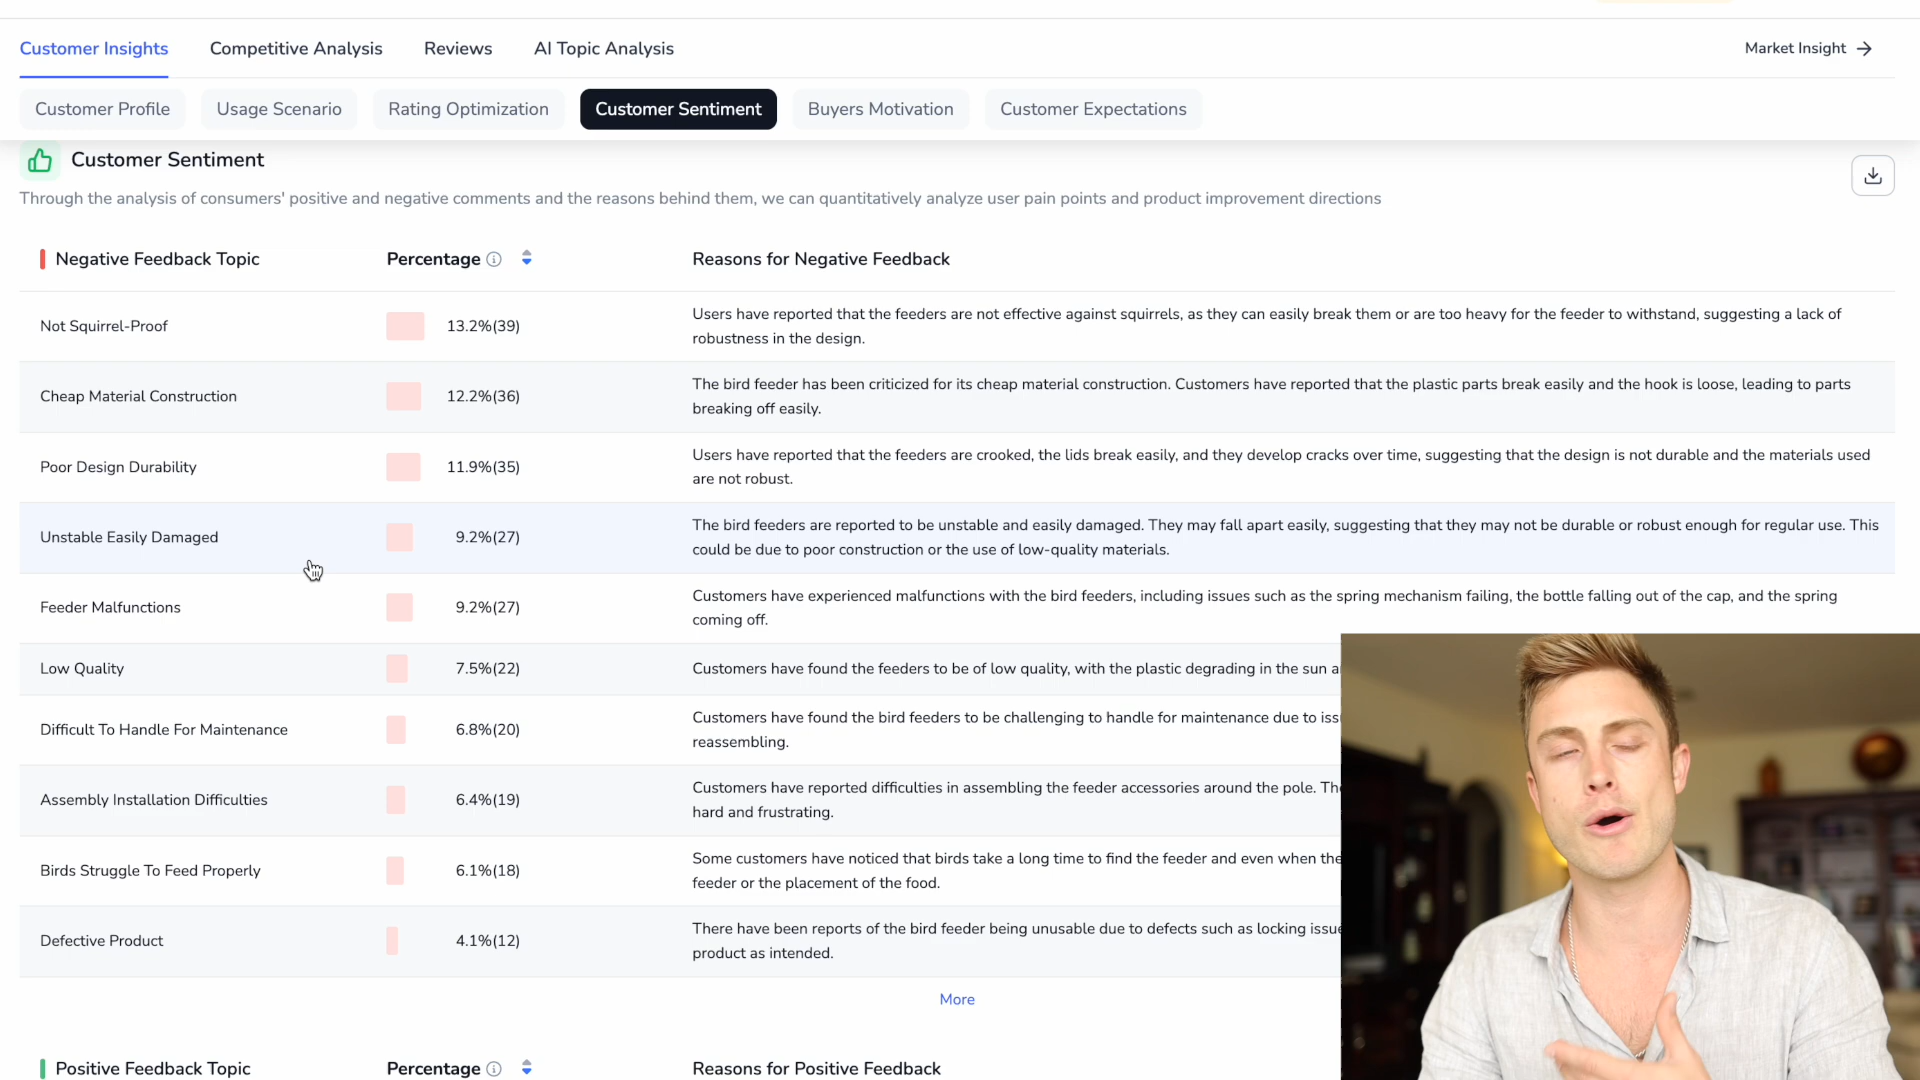 Customer Insights Competitive Analysis Reviews AI Topic Analysis Market Insight
Customer Profile Usage Scenario Rating Optimization Customer Sentiment Buyers Motivation Customer Expectations
Customer Sentiment
Through the analysis of consumers' positive and negative comments and the reasons behind them, we can quantitatively analyze user pain points and product improvement directions
Negative Feedback Topic Percentage Reasons for Negative Feedback
Not Squirrel-Proof 13.2%(39) Users have reported that the feeders are not effective against squirrels, as they can easily break them or are too heavy for the feeder to withstand, suggesting a lack of
robustness in the design.
Cheap Material Construction 12.2%(36) The bird feeder has been criticized for its cheap material construction. Customers have reported that the plastic parts break easily and the hook is loose, leading to parts
breaking off easily.
Poor Design Durability 11.9%(35) Users have reported that the feeders are crooked, the lids break easily, and they develop cracks over time, suggesting that the design is not durable and the materials used
are not robust.
Unstable Easily Damaged 9.2%(27) The bird feeders are reported to be unstable and easily damaged. They may fall apart easily, suggesting that they may not be durable or robust enough for regular use. This
could be due to poor construction or the use of low-quality materials.
Feeder Malfunctions 9.2%(27) Customers have experienced malfunctions with the bird feeders, including issues such as the spring mechanism failing, the bottle falling out of the cap, and the spring
coming off.
Low Quality 7.5%(22) Customers have found the feeders to be of low quality, with the plastic degrading in the sun
Difficult To Handle For Maintenance 6.8%(20) Customers have found the bird feeders to be challenging to handle for maintenance due to
reassembling.
Assembly Installation Difficulties 6.4%(19) Customers have reported difficulties in assembling the feeder accessories around the pole.
hard and frustrating.
Birds Struggle To Feed Properly 6.1%(18) Some customers have noticed that birds take a long time to find the feeder and even when
feeder or the placement of the food.
Defective Product 4.1%(12) There have been reports of the bird feeder being unusable due to defects such as locking
product as intended.
More
Positive Feedback Topic Percentage Reasons for Positive Feedback